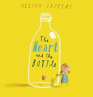 OLIVER JEFFERS
The
Heart
and the
BOTTLE